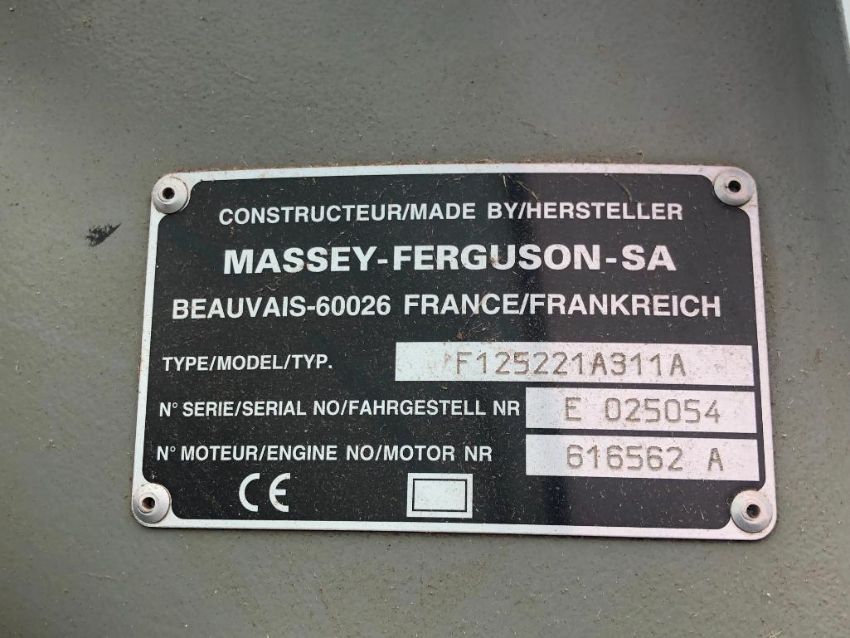 CONSTRUCTEUR/MADE BY/HERSTELLER
MASSEY-FERGUSON-SA
BEAUVAIS-60026 FRANCE/FRANKREICH
TYPE/MODEL/TYP. F125221A311A
N° SERIE/SERIAL NO/FAHRGESTELL NR E 025054
N° MOTEUR/ENGINE NO/MOTOR NR 616562 A
CE